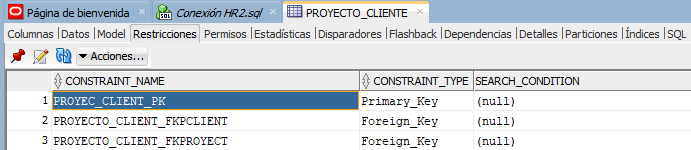 Página de bienvenida Conexión HR2.sql PROYECTO_CLIENTE
Columnas Datos Model Restricciones Permisos Estadísticas Disparadores Flashback Dependencias Detalles Particiones Índices SQL
Acciones...
CONSTRAINT_NAME CONSTRAINT_TYPE SEARCH_CONDITION
1 PROYEC_CLIENT_PK Primary_Key (null)
2 PROYECTO_CLIENT_FKPCLIENT Foreign_Key (null)
3 PROYECTO_CLIENT_FKPROYECT Foreign_Key (null)